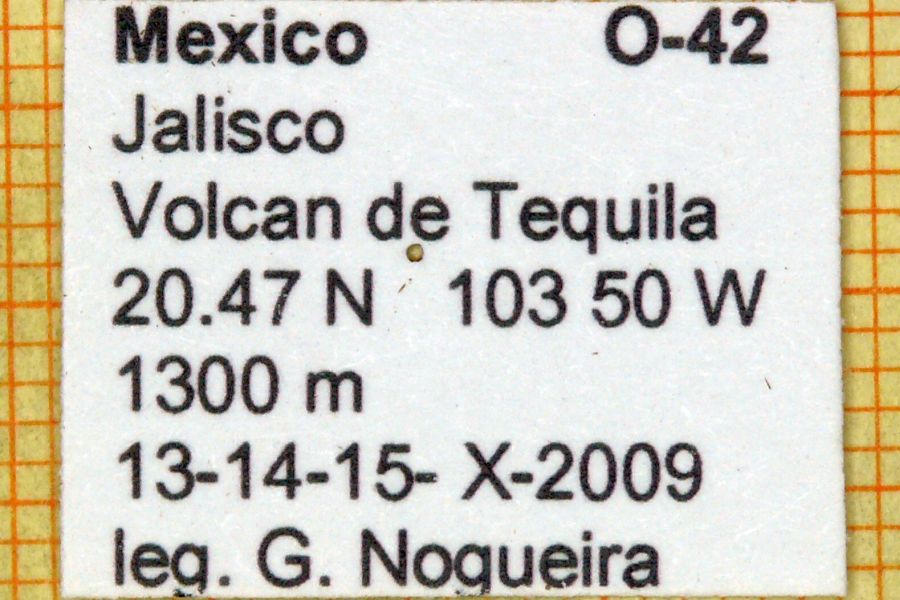 Mexico O-42
Jalisco
Volcan de Tequila
20.47 N 103 50 W
1300 m
13-14-15- X-2009
leg. G. Nogueira